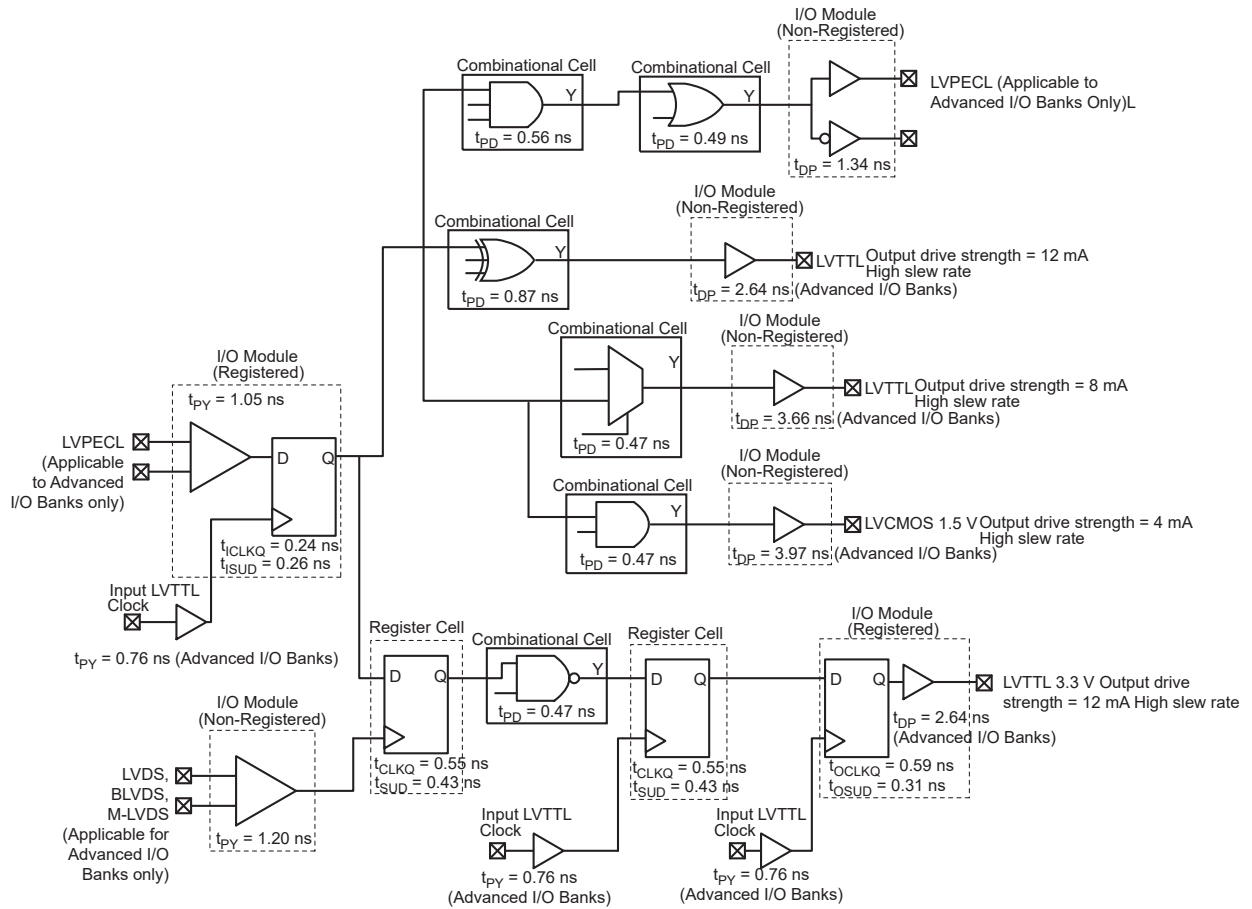 I/O Module
(Non-Registered)
Combinational Cell
Y
tPD = 0.56 ns
Combinational Cell
Y
tPD = 0.49 ns
tDP = 1.34 ns
LVPECL (Applicable to
Advanced I/O Banks Only)L
I/O Module
(Non-Registered)
Combinational Cell
Y
tPD = 0.87 ns
tDP = 2.64 ns (Advanced I/O Banks)
LVTTL Output drive strength = 12 mA
High slew rate
I/O Module
(Non-Registered)
Combinational Cell
Y
tPD = 0.47 ns
tDP = 3.66 ns (Advanced I/O Banks)
LVTTL Output drive strength = 8 mA
High slew rate
I/O Module
(Registered)
tPY = 1.05 ns
LVPECL
(Applicable
to Advanced
I/O Banks only)
D
Q
tICLKQ = 0.24 ns
tISUD = 0.26 ns
Input LVTTL
Clock
tPY = 0.76 ns (Advanced I/O Banks)
I/O Module
(Non-Registered)
Combinational Cell
Y
tPD = 0.47 ns
tDP = 3.97 ns (Advanced I/O Banks)
LVCMOS 1.5 V Output drive strength = 4 mA
High slew rate
I/O Module
(Non-Registered)
LVDS,
BLVDS,
M-LVDS
(Applicable for
Advanced I/O
Banks only)
tPY = 1.20 ns
Register Cell
D
Q
tCLKQ = 0.55 ns
tSUD = 0.43 ns
Combinational Cell
Y
tPD = 0.47 ns
Register Cell
D
Q
tCLKQ = 0.55 ns
tSUD = 0.43 ns
Input LVTTL
Clock
tPY = 0.76 ns
(Advanced I/O Banks)
I/O Module
(Registered)
D
Q
tDP = 2.64 ns
(Advanced I/O Banks)
tOCLKQ = 0.59 ns
tOSUD = 0.31 ns
LVTTL 3.3 V Output drive
strength = 12 mA High slew rate
Input LVTTL
Clock
tPY = 0.76 ns
(Advanced I/O Banks)